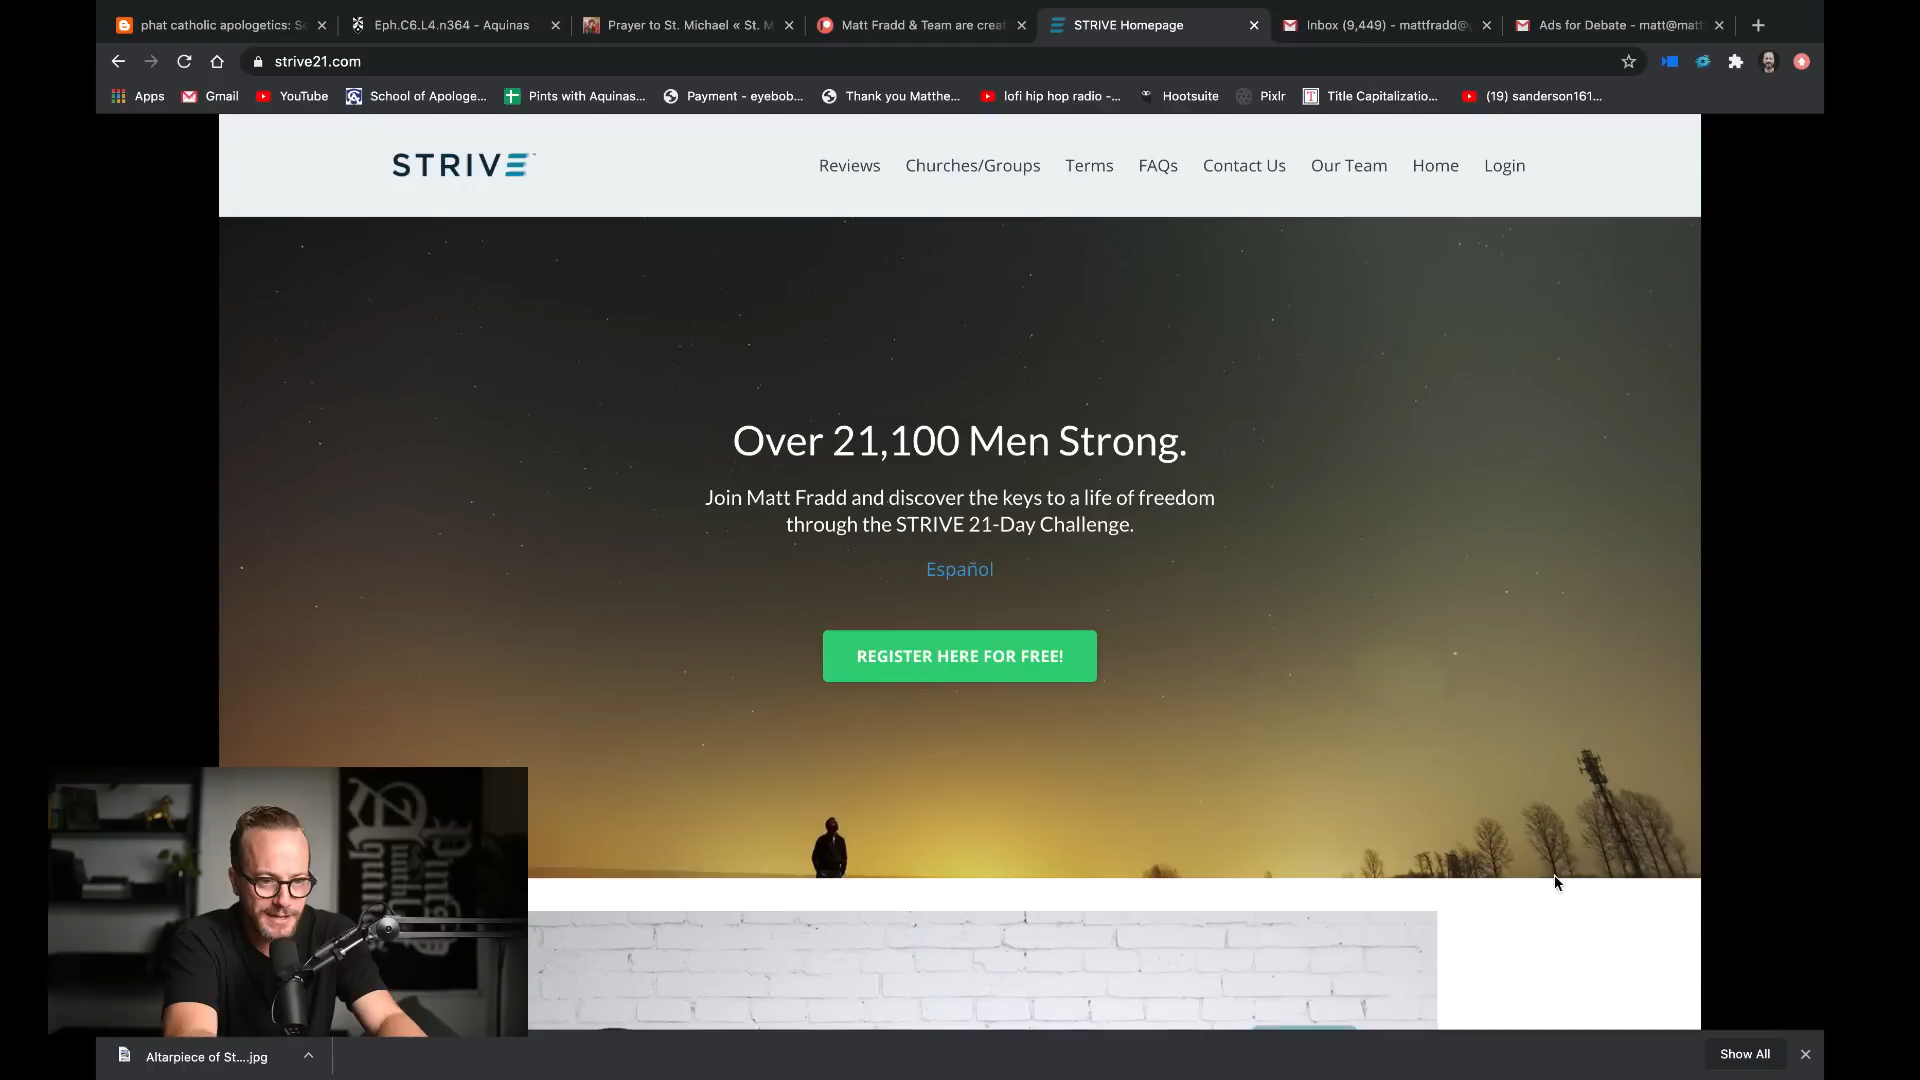 phat catholic apologetics: S
Eph.C6.L4.n364 - Aquinas
Prayer to St. Michael « St. M
Matt Fradd & Team are creat
STRIVE Homepage
Inbox (9,449) - mattfradd@
Ads for Debate - matt@mat
strive21.com
Apps
Gmail
YouTube
School of Apologe...
Pints with Aquinas...
Payment - eyebob...
Thank you Matthe...
lofi hip hop radio -...
Hootsuite
Pixlr
Title Capitalizatio...
(19) sanderson161...
STRIVE
Reviews
Churches/Groups
Terms
FAQs
Contact Us
Our Team
Home
Login
Over 21,100 Men Strong.
Join Matt Fradd and discover the keys to a life of freedom
through the STRIVE 21-Day Challenge.
Español
REGISTER HERE FOR FREE!
Altarpiece of St....jpg
Show All